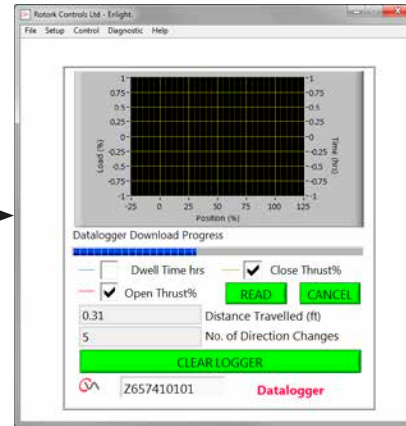 Rotork Controls Ltd - Enlight.
File Setup Control Diagnostic Help
1 1
0.75 0.75
0.5 0.5
0.25 0.25
0 0
-0.25 -0.25
-0.5 -0.5
-0.75 -0.75
-1 -1
Load (%)
Time (hrs)
-25 0 25 50 75 100 125
Position (%)
Datalogger Download Progress
Dwell Time hrs Close Thrust%
Open Thrust% READ CANCEL
0.31 Distance Travelled (ft)
5 No. of Direction Changes
CLEAR LOGGER
Z657410101 Datalogger